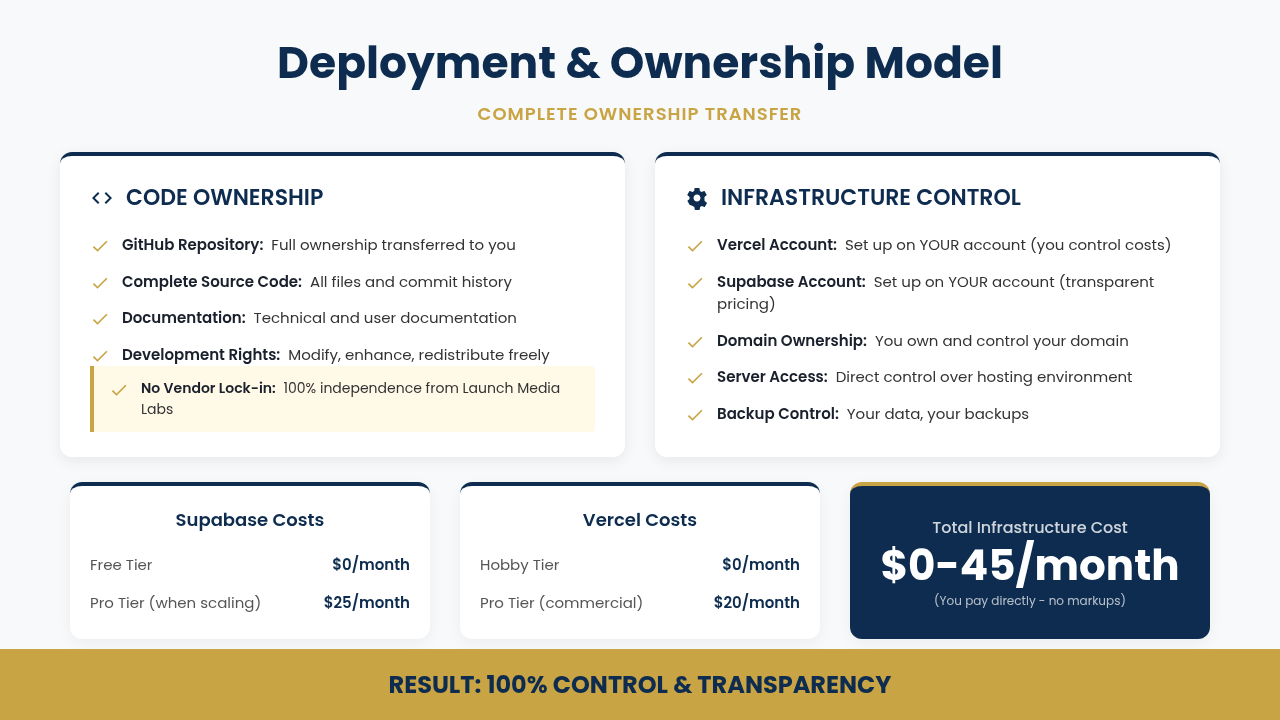 Deployment & Ownership Model
COMPLETE OWNERSHIP TRANSFER
CODE OWNERSHIP
GitHub Repository: Full ownership transferred to you
Complete Source Code: All files and commit history
Documentation: Technical and user documentation
Development Rights: Modify, enhance, redistribute freely
No Vendor Lock-in: 100% independence from Launch Media
Labs
INFRASTRUCTURE CONTROL
Vercel Account: Set up on YOUR account (you control costs)
Supabase Account: Set up on YOUR account (transparent
pricing)
Domain Ownership: You own and control your domain
Server Access: Direct control over hosting environment
Backup Control: Your data, your backups
Supabase Costs
Free Tier $0/month
Pro Tier (when scaling) $25/month
Vercel Costs
Hobby Tier $0/month
Pro Tier (commercial) $20/month
Total Infrastructure Cost
$0-45/month
(You pay directly - no markups)
RESULT: 100% CONTROL & TRANSPARENCY